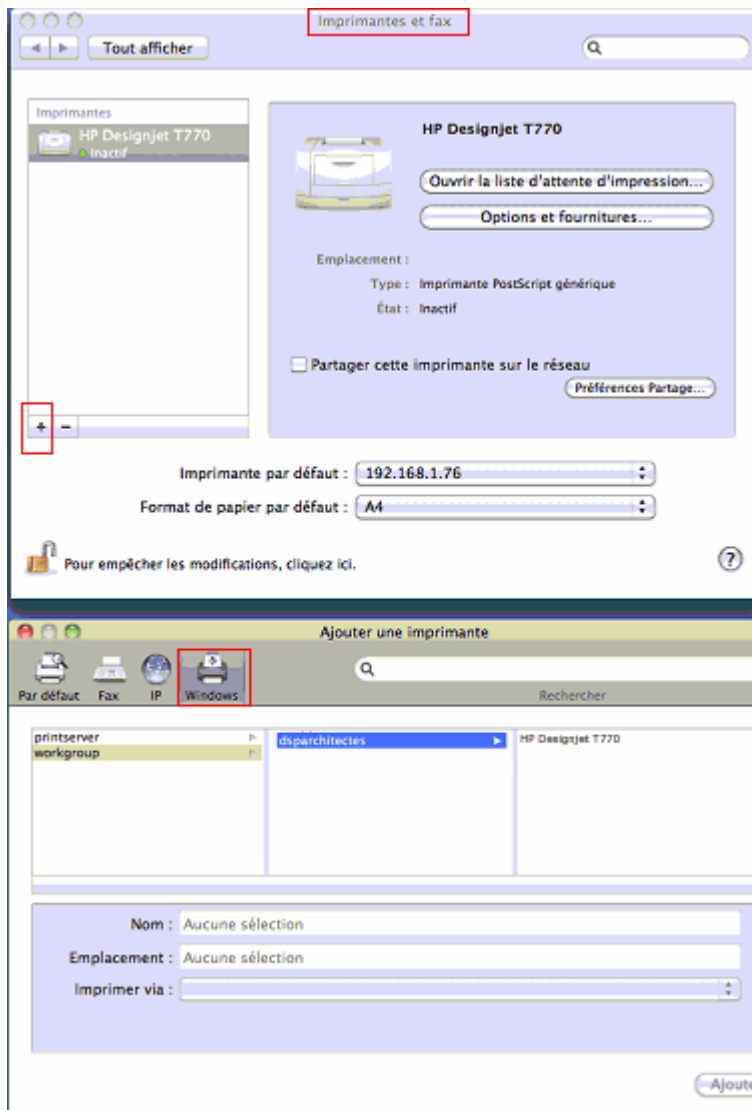 Imprimantes et fax
Tout afficher
Imprimantes
HP Designjet T770
Inactif
HP Designjet T770
Ouvrir la liste d'attente d'impression...
Options et fournitures...
Emplacement :
Type : Imprimante PostScript générique
État : Inactif
Partager cette imprimante sur le réseau
Préférences Partage...
+ −
Imprimante par défaut : 192.168.1.76
Format de papier par défaut : A4
Pour empêcher les modifications, cliquez ici.
?
Ajouter une imprimante
Par défaut Fax IP Windows
Rechercher
printserver dsparchitectes HP Designjet T770
workgroup
Nom : Aucune sélection
Emplacement : Aucune sélection
Imprimer via :
Ajoute